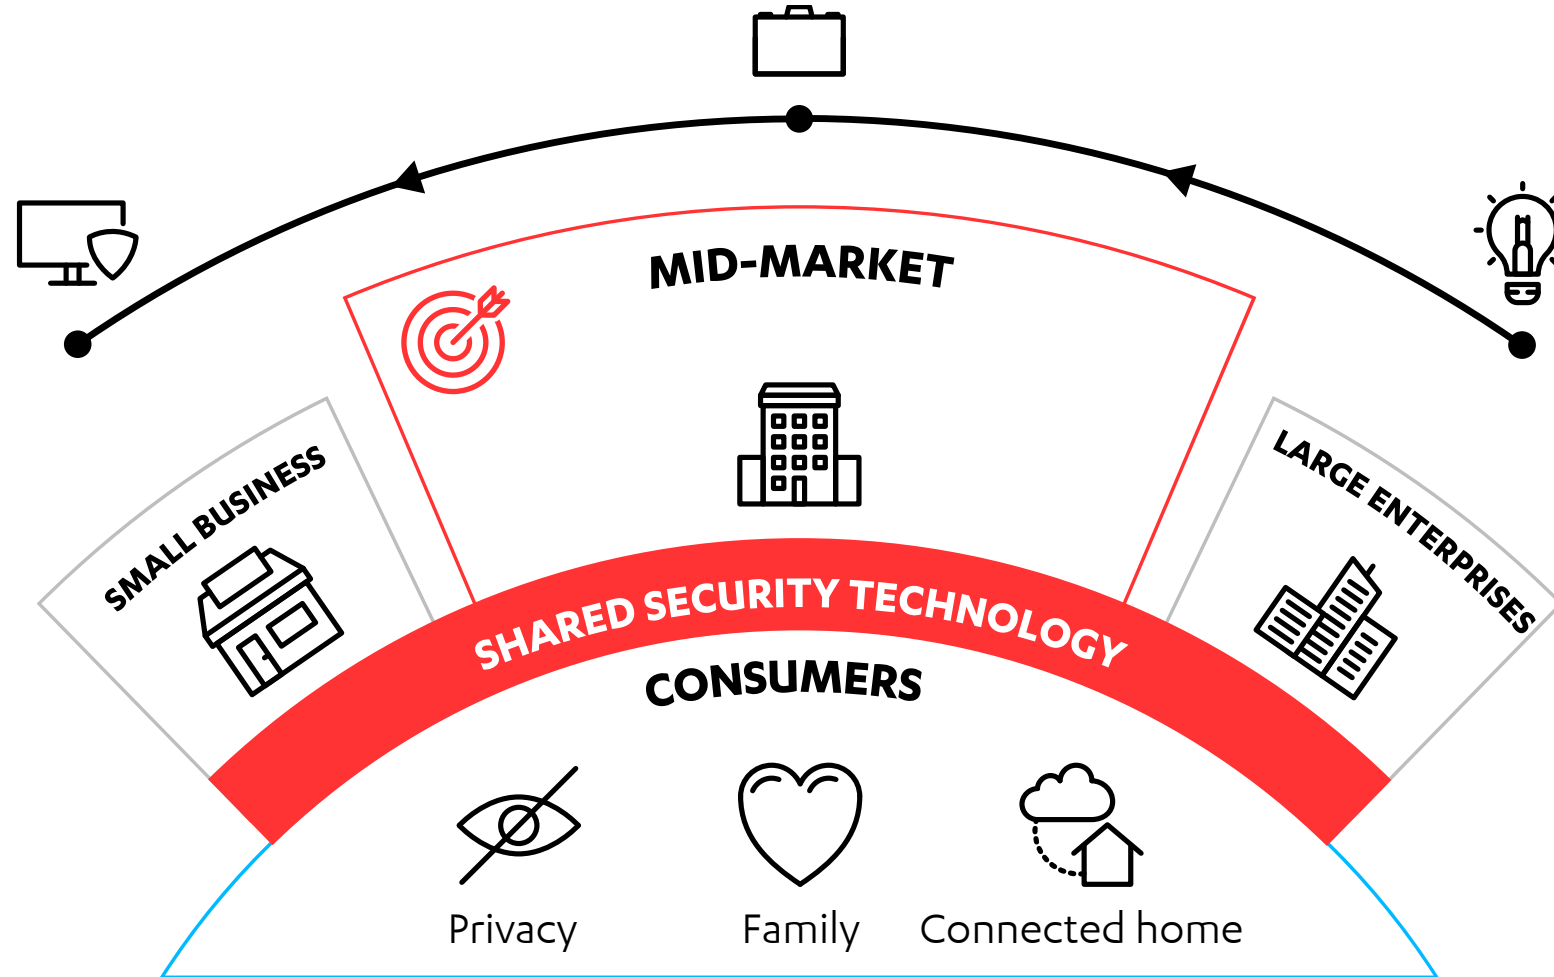 MID-MARKET
SMALL BUSINESS
LARGE ENTERPRISES
SHARED SECURITY TECHNOLOGY
CONSUMERS
Privacy
Family
Connected home